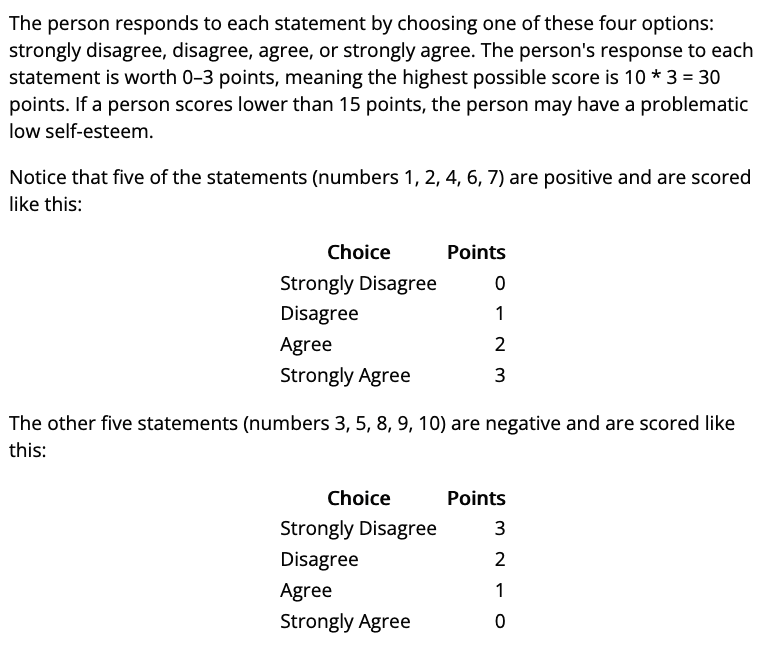 The person responds to each statement by choosing one of these four options:
strongly disagree, disagree, agree, or strongly agree. The person's response to each
statement is worth 0–3 points, meaning the highest possible score is 10 * 3 = 30
points. If a person scores lower than 15 points, the person may have a problematic
low self-esteem.
Notice that five of the statements (numbers 1, 2, 4, 6, 7) are positive and are scored
like this:
Choice Points
Strongly Disagree 0
Disagree 1
Agree 2
Strongly Agree 3
The other five statements (numbers 3, 5, 8, 9, 10) are negative and are scored like
this:
Choice Points
Strongly Disagree 3
Disagree 2
Agree 1
Strongly Agree 0